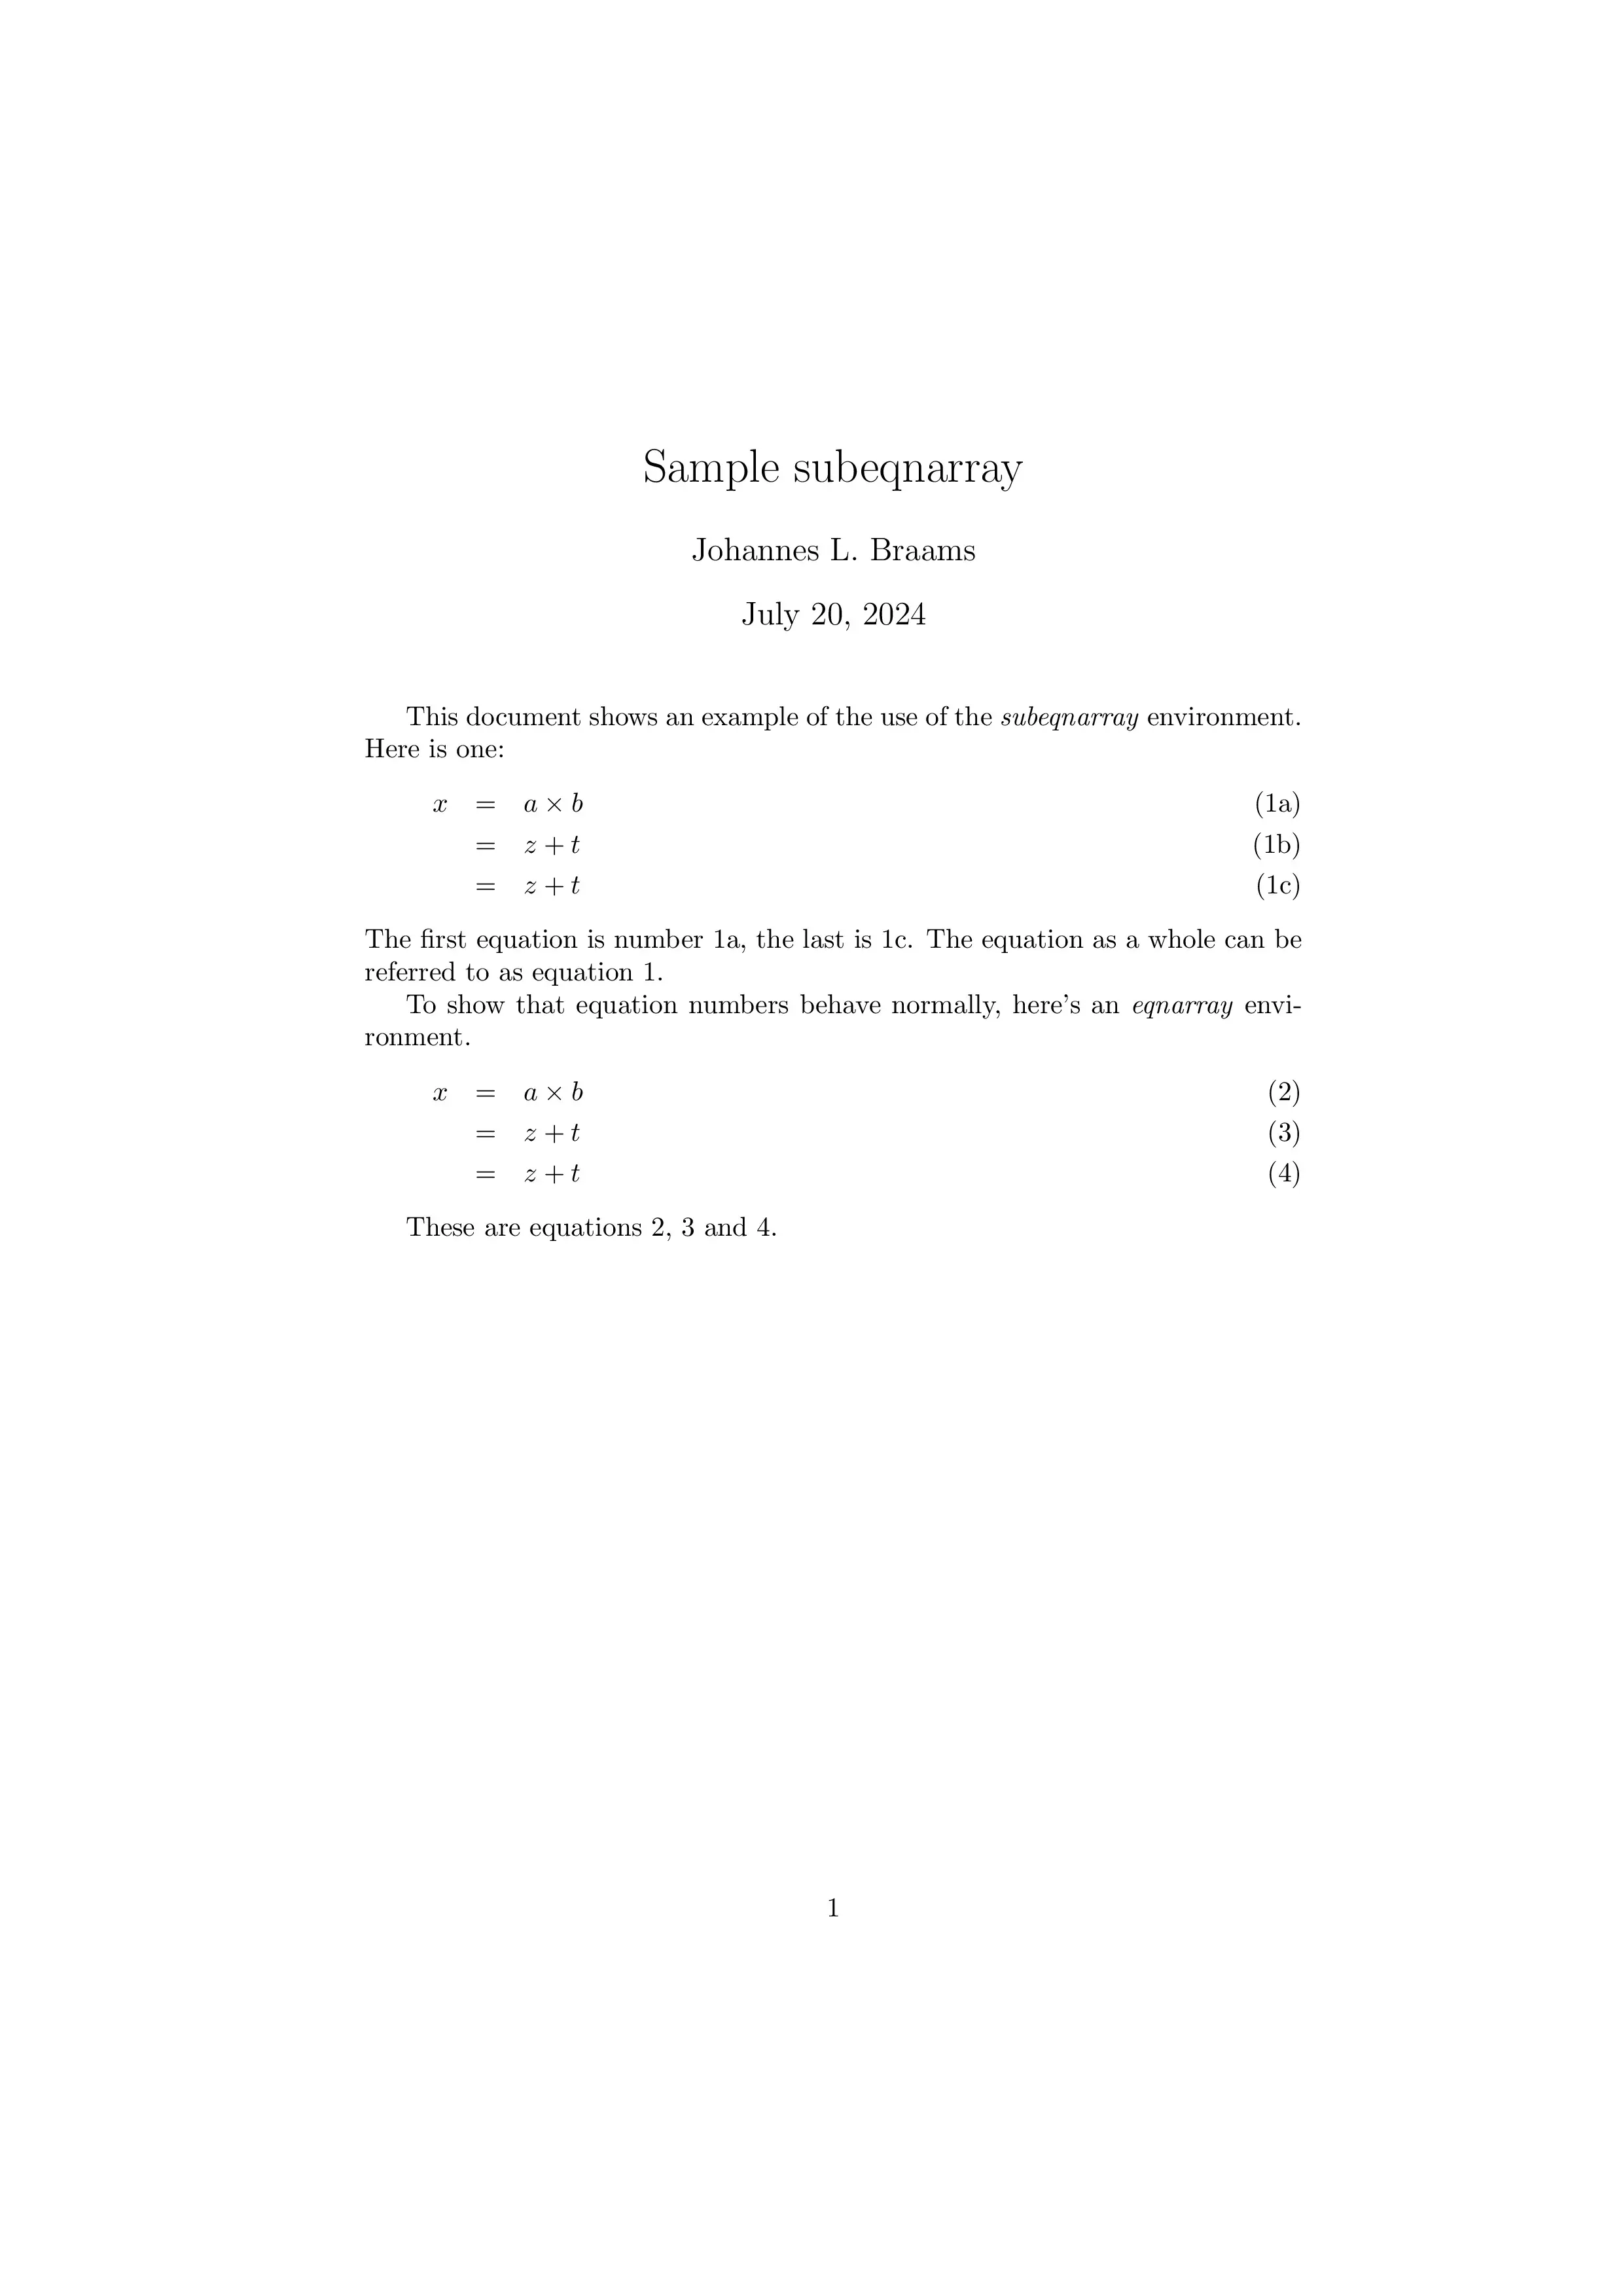 Sample subeqnarray
Johannes L. Braams
July 20, 2024
This document shows an example of the use of the subeqnarray environment.
Here is one:
x = a × b (1a)
= z + t (1b)
= z + t (1c)
The first equation is number 1a, the last is 1c. The equation as a whole can be
referred to as equation 1.
To show that equation numbers behave normally, here's an eqnarray envi-
ronment.
x = a × b (2)
= z + t (3)
= z + t (4)
These are equations 2, 3 and 4.
1